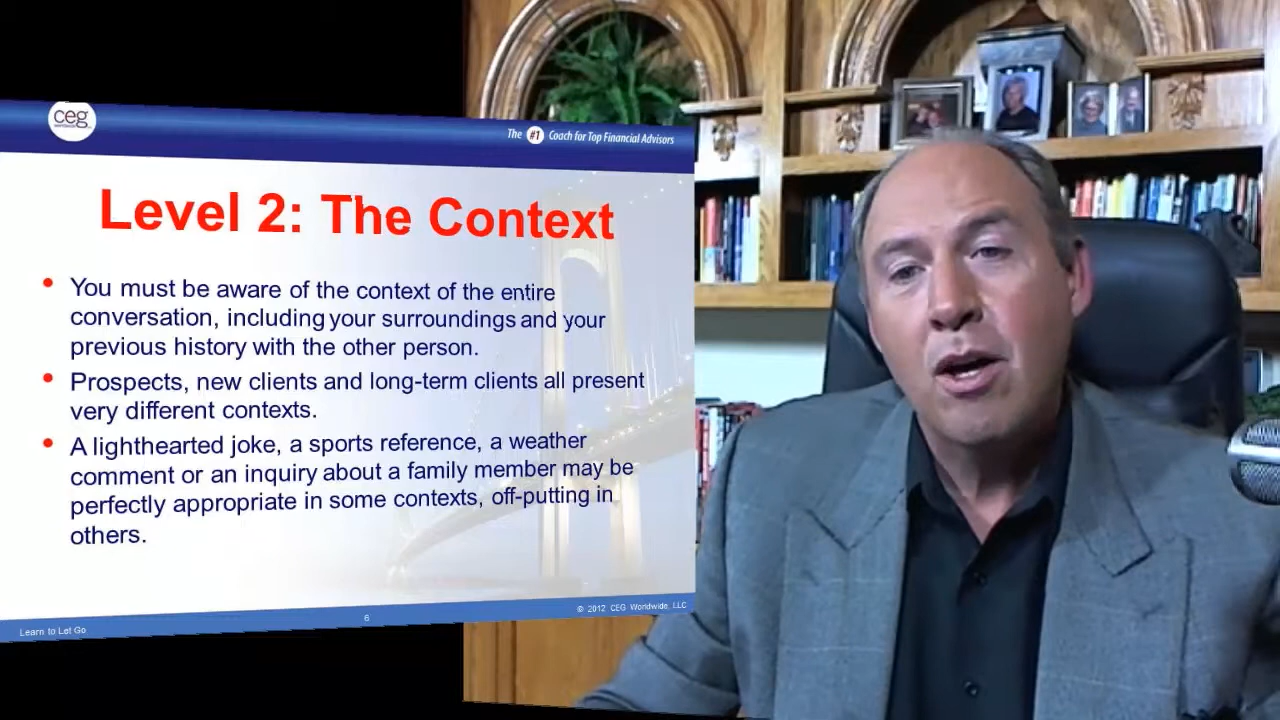 ceg
The #1 Coach for Top Financial Advisors
Level 2: The Context
You must be aware of the context of the entire
conversation, including your surroundings and your
previous history with the other person.
Prospects, new clients and long-term clients all present
very different contexts.
A lighthearted joke, a sports reference, a weather
comment or an inquiry about a family member may be
perfectly appropriate in some contexts, off-putting in
others.
Learn to Let Go
6
© 2012 CEG Worldwide, LLC